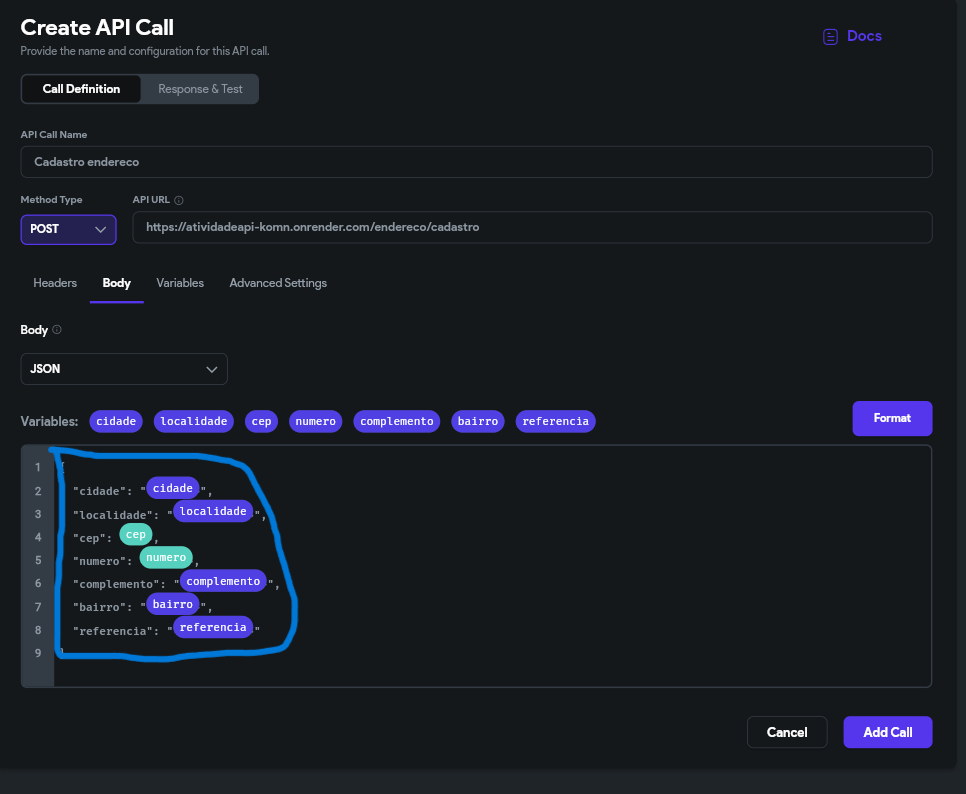 Create API Call
Docs
Provide the name and configuration for this API call.
Call Definition
Response & Test
API Call Name
Cadastro endereco
Method Type
API URL
POST
https://atividadeapi-komn.onrender.com/endereco/cadastro
Headers
Body
Variables
Advanced Settings
Body
JSON
Variables: cidade localidade cep numero complemento bairro referencia
Format
1 {
2 "cidade": "cidade",
3 "localidade": "localidade",
4 "cep": cep,
5 "numero": numero,
6 "complemento": "complemento",
7 "bairro": "bairro",
8 "referencia": "referencia"
9 }
Cancel
Add Call